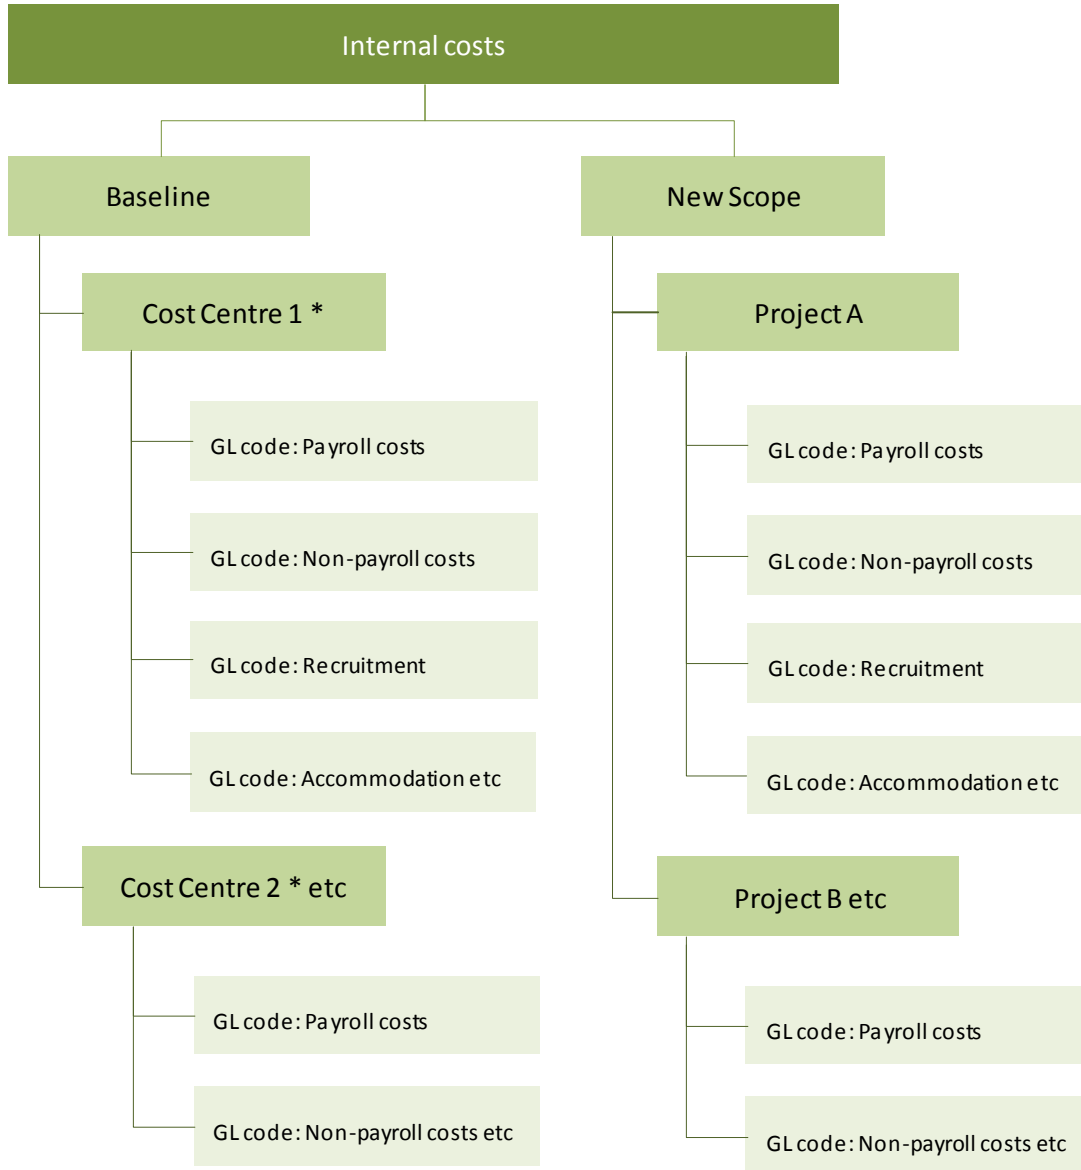 Internal costs
Baseline
New Scope
Cost Centre 1 *
Project A
GL code: Payroll costs
GL code: Payroll costs
GL code: Non-payroll costs
GL code: Non-payroll costs
GL code: Recruitment
GL code: Recruitment
GL code: Accommodation etc
GL code: Accommodation etc
Cost Centre 2 * etc
Project B etc
GL code: Payroll costs
GL code: Payroll costs
GL code: Non-payroll costs etc
GL code: Non-payroll costs etc